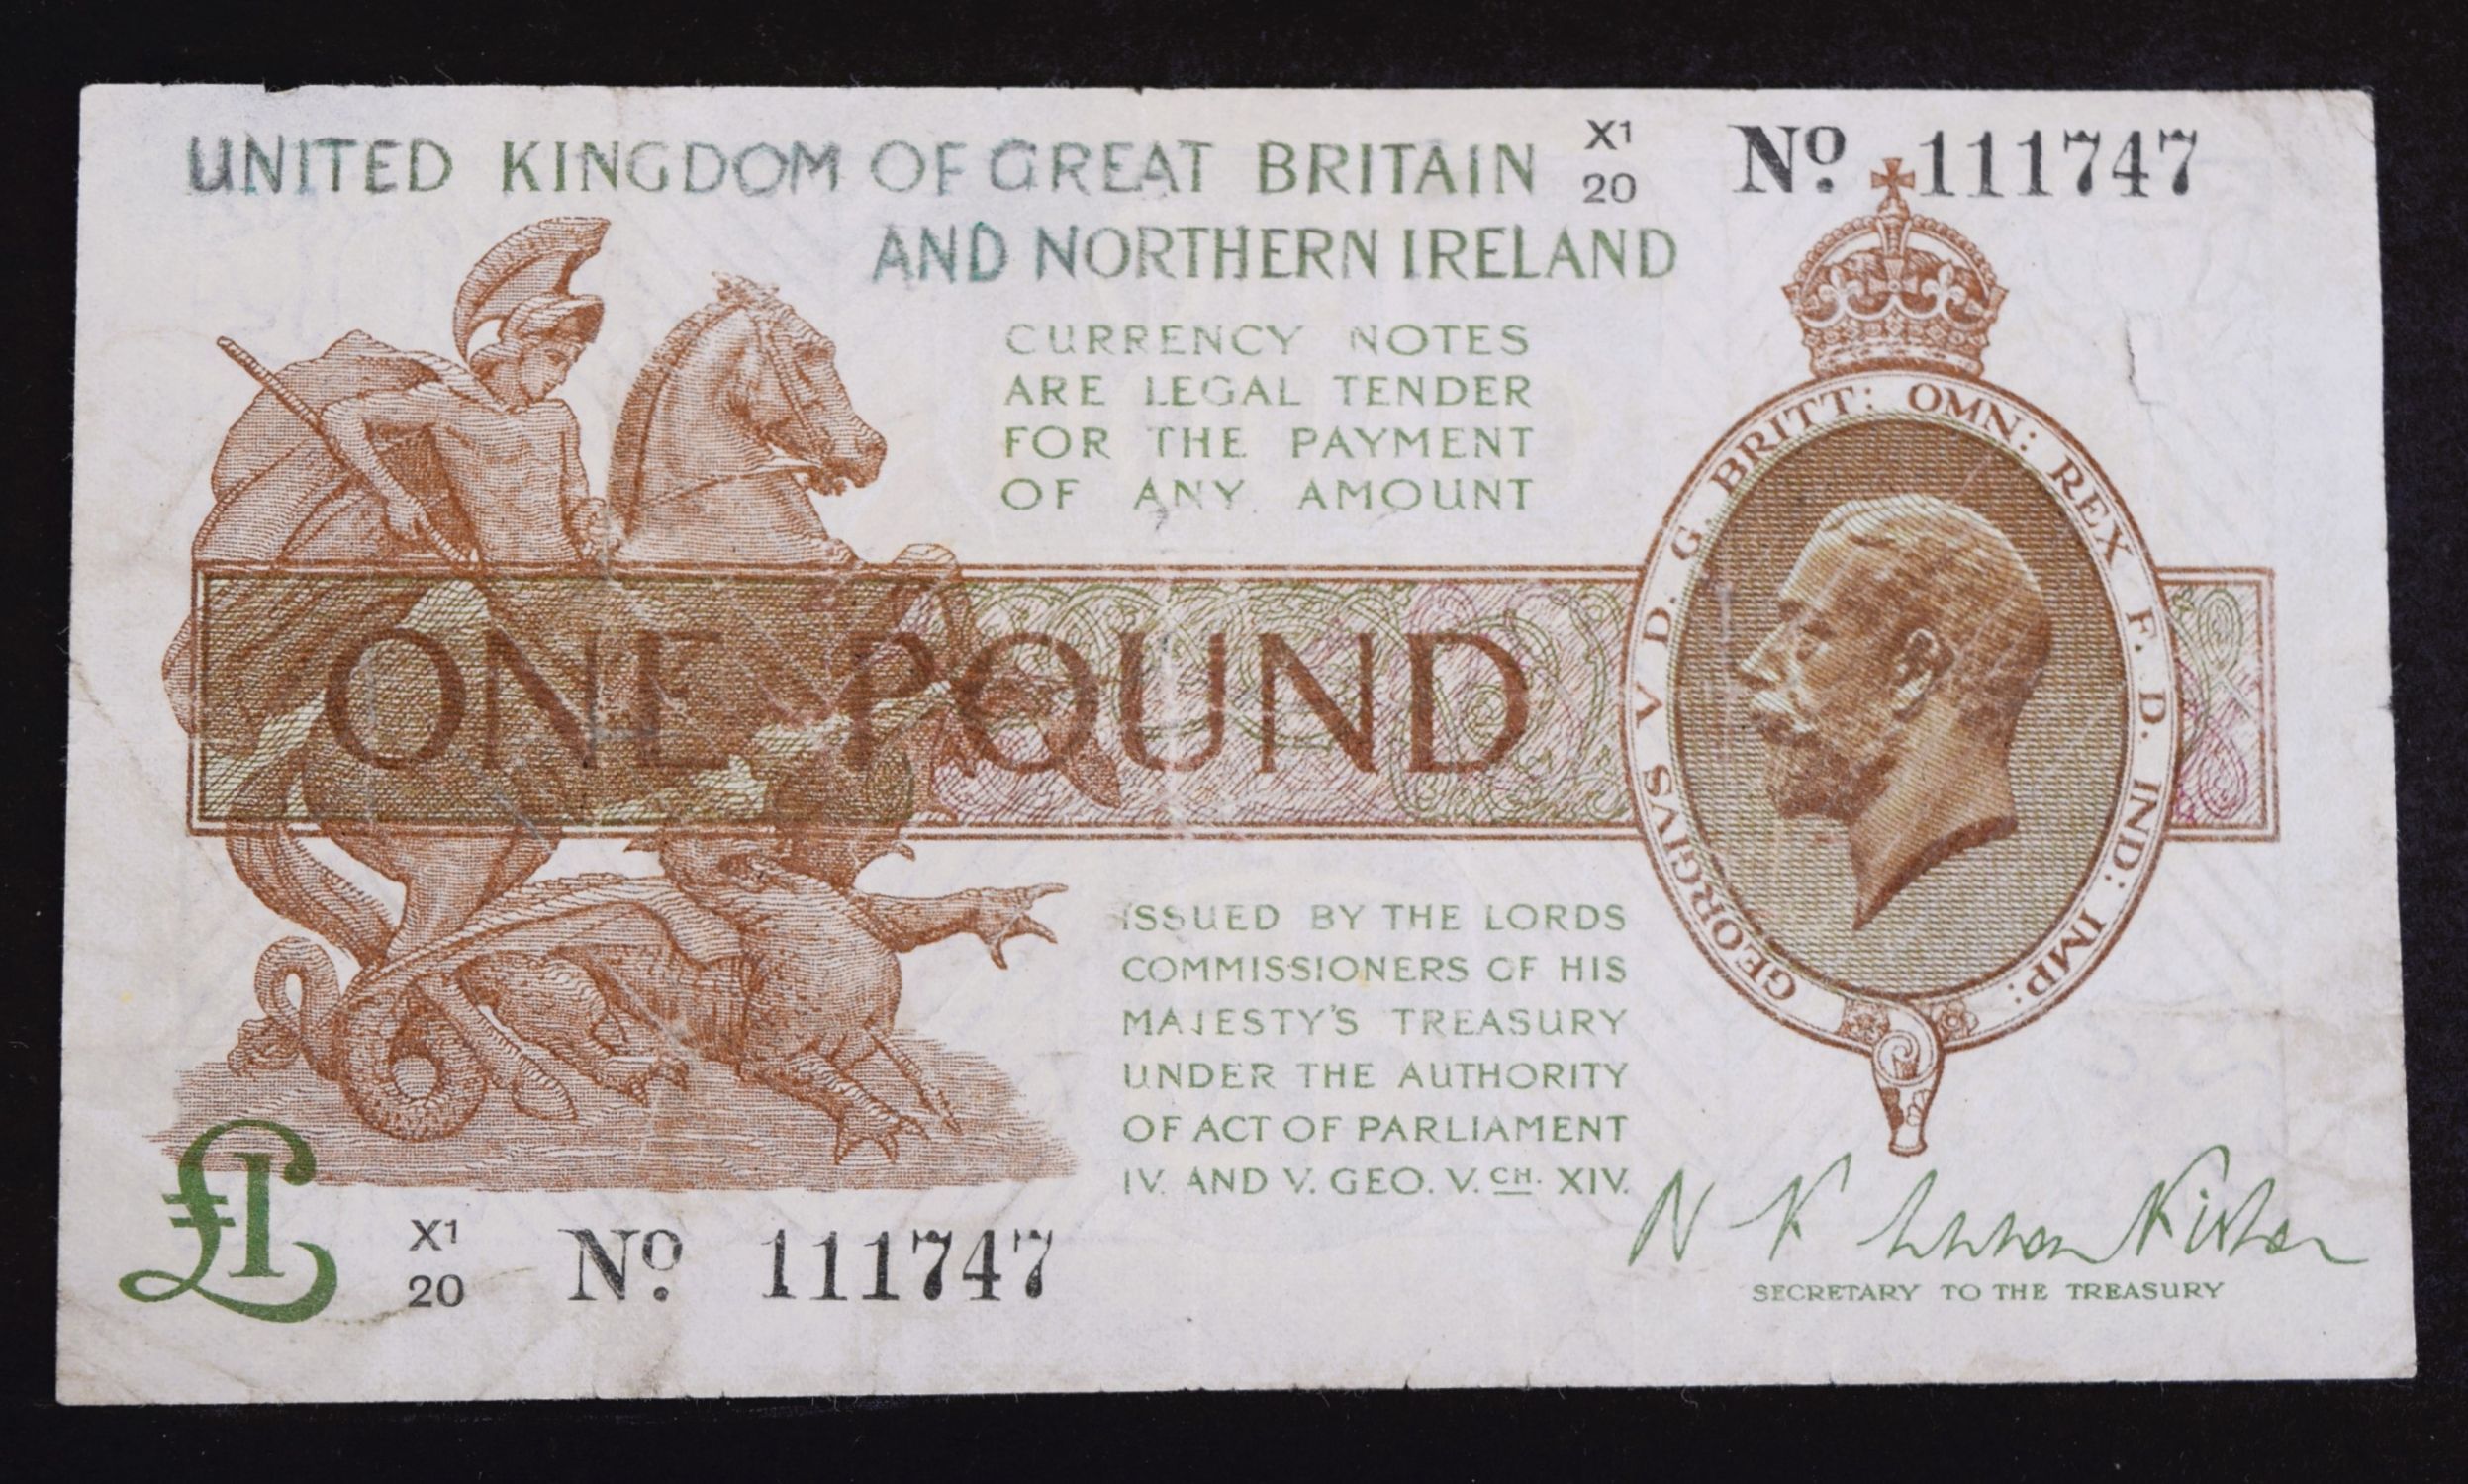 UNITED KINGDOM OF GREAT BRITAIN
X1
20
No. 111747
AND NORTHERN IRELAND
CURRENCY NOTES
ARE LEGAL TENDER
FOR THE PAYMENT
OF ANY AMOUNT
ONE POUND
GEORGIVS V D. G. BRITT: OMN: REX F. D. IND: IMP:
ISSUED BY THE LORDS
COMMISSIONERS OF HIS
MAJESTY'S TREASURY
UNDER THE AUTHORITY
OF ACT OF PARLIAMENT
IV. AND V. GEO. V. CH. XIV.
£1
X1
20
No. 111747
N F Warren Fisher
SECRETARY TO THE TREASURY